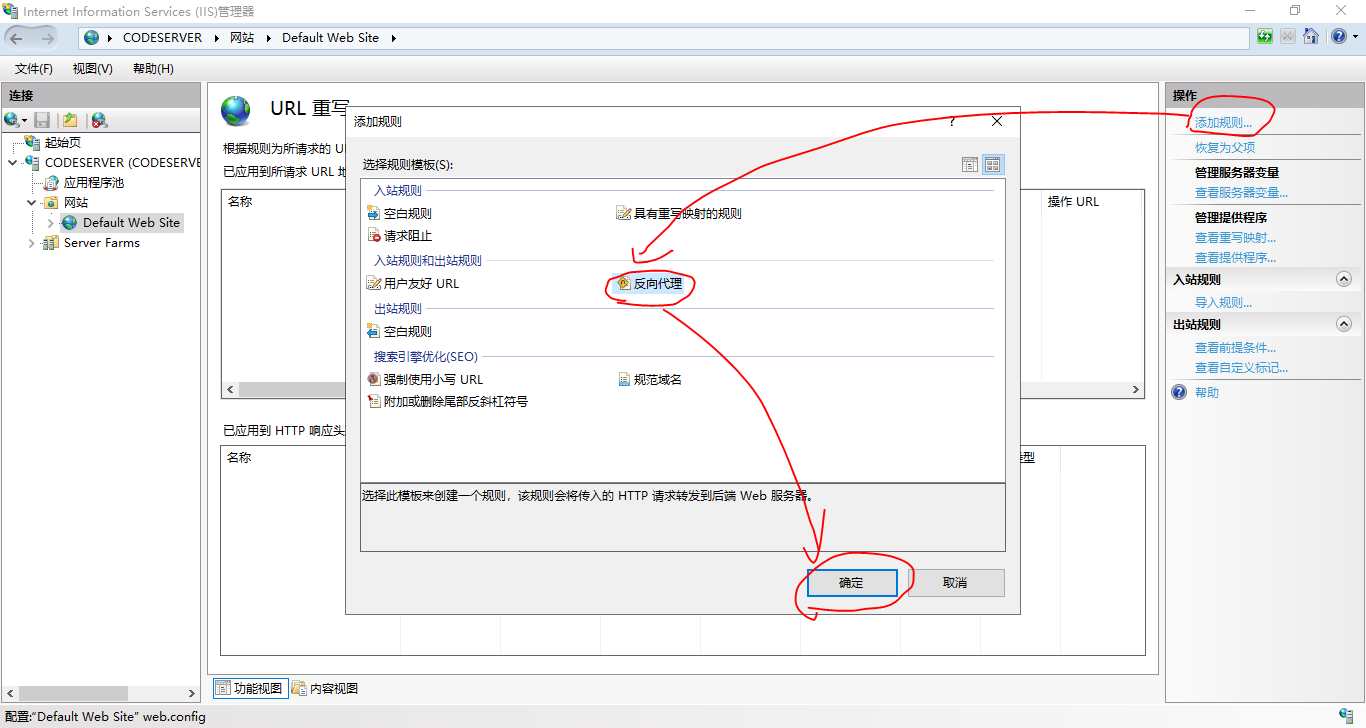 Internet Information Services (IIS)管理器
CODESERVER
网站
Default Web Site
文件(F)
视图(V)
帮助(H)
连接
起始页
CODESERVER (CODESERVE
应用程序池
网站
Default Web Site
Server Farms
URL 重写
根据规则为所请求的 U
已应用到所请求 URL 地
名称
操作 URL
已应用到 HTTP 响应头
名称
类型
添加规则
?
选择规则模板(S):
入站规则
空白规则
具有重写映射的规则
请求阻止
入站规则和出站规则
用户友好 URL
反向代理
出站规则
空白规则
搜索引擎优化(SEO)
强制使用小写 URL
规范域名
附加或删除尾部反斜杠符号
选择此模板来创建一个规则，该规则会将传入的 HTTP 请求转发到后端 Web 服务器。
确定
取消
功能视图
内容视图
操作
添加规则...
恢复为父项
管理服务器变量
查看服务器变量...
管理提供程序
查看重写映射...
查看提供程序...
入站规则
导入规则...
出站规则
查看前提条件...
查看自定义标记...
帮助
配置:“Default Web Site” web.config